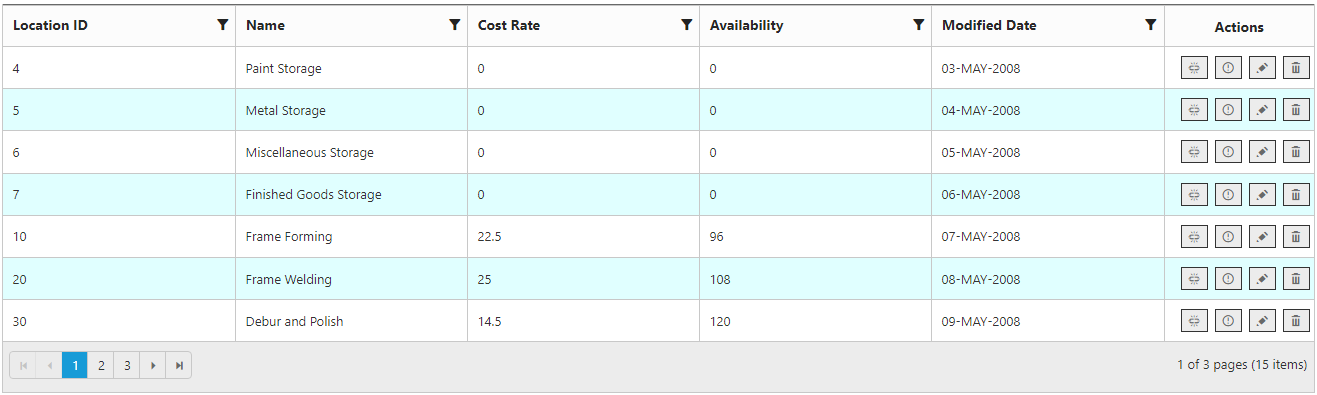 Location ID Name Cost Rate Availability Modified Date Actions
4 Paint Storage 0 0 03-MAY-2008
5 Metal Storage 0 0 04-MAY-2008
6 Miscellaneous Storage 0 0 05-MAY-2008
7 Finished Goods Storage 0 0 06-MAY-2008
10 Frame Forming 22.5 96 07-MAY-2008
20 Frame Welding 25 108 08-MAY-2008
30 Debur and Polish 14.5 120 09-MAY-2008
1 2 3 1 of 3 pages (15 items)